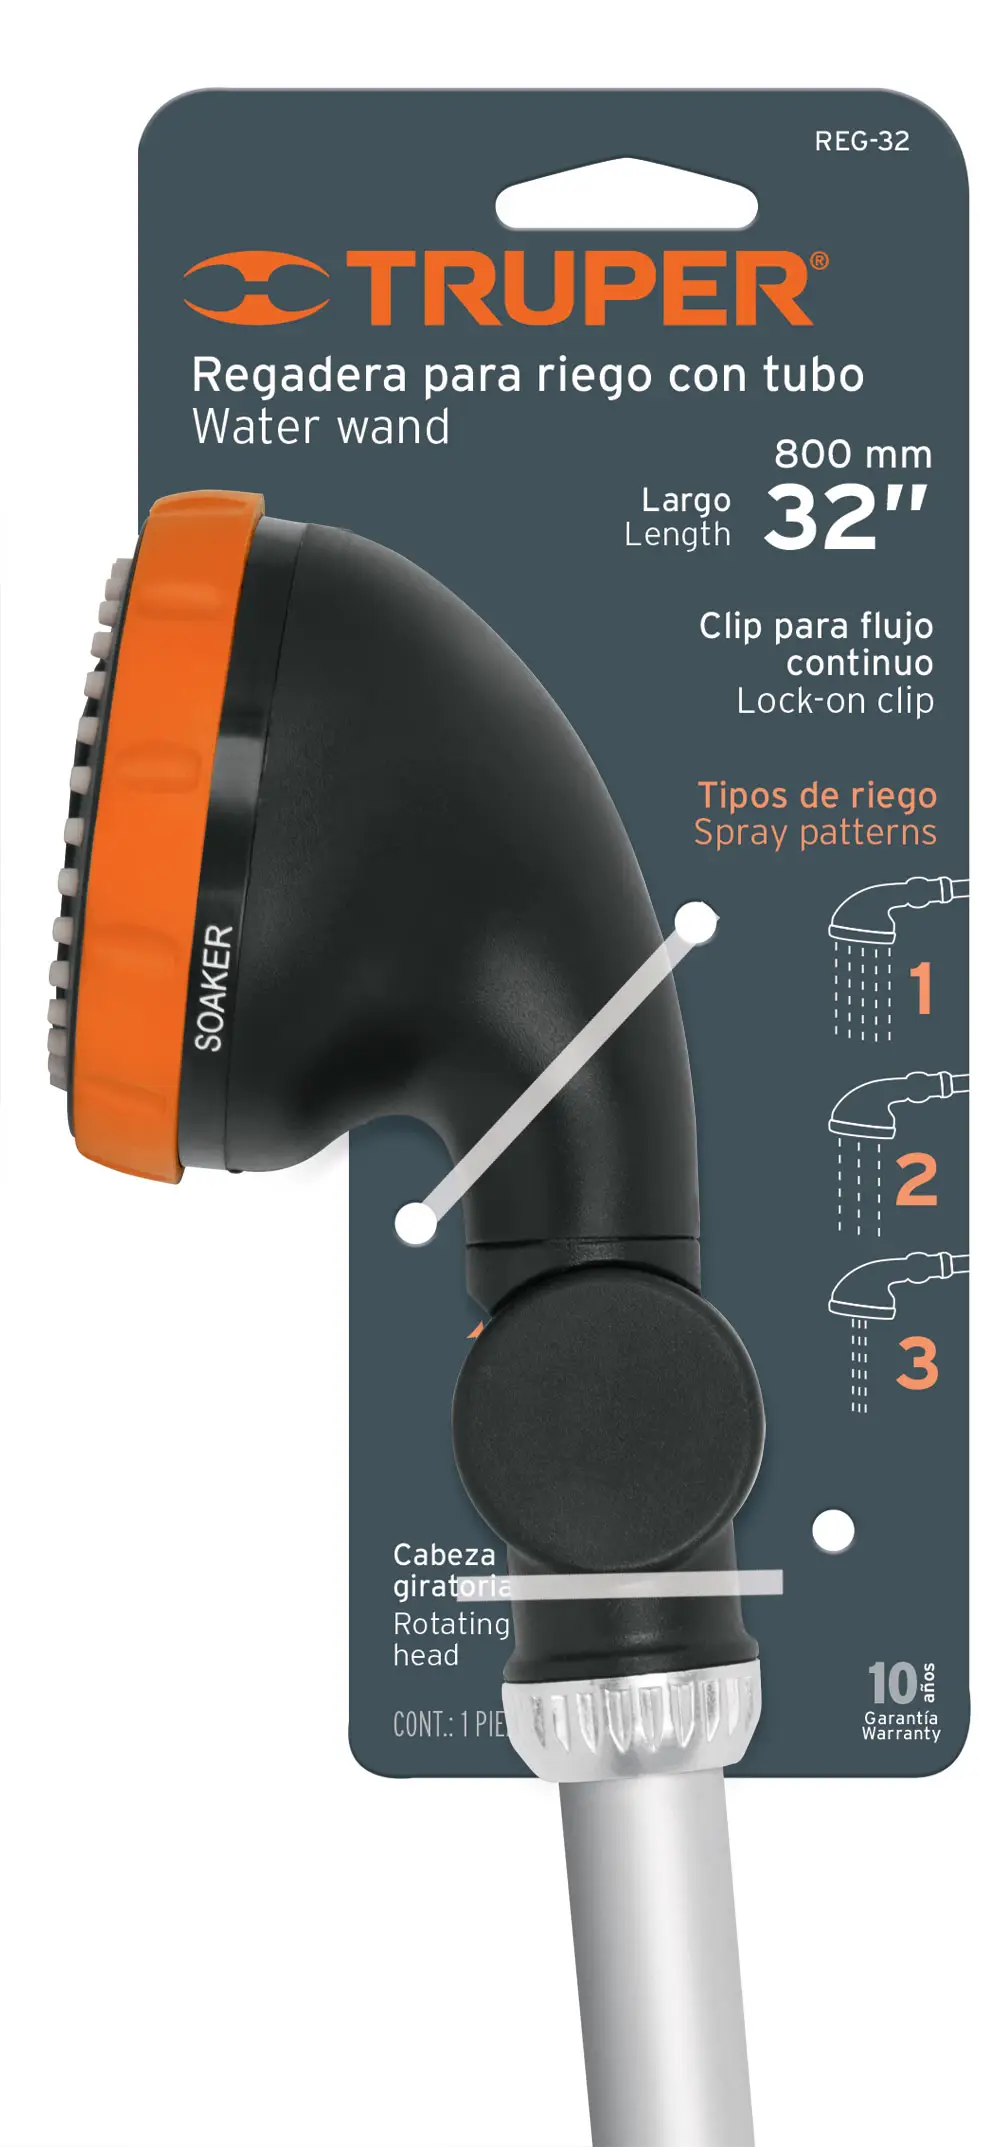 REG-32
TRUPER®
Regadera para riego con tubo
Water wand
800 mm
Largo
Length
32"
Clip para flujo
continuo
Lock-on clip
Tipos de riego
Spray patterns
SOAKER
1
2
3
Cabeza
giratoria
Rotating
head
CONT.: 1
10 años
Garantía
Warranty